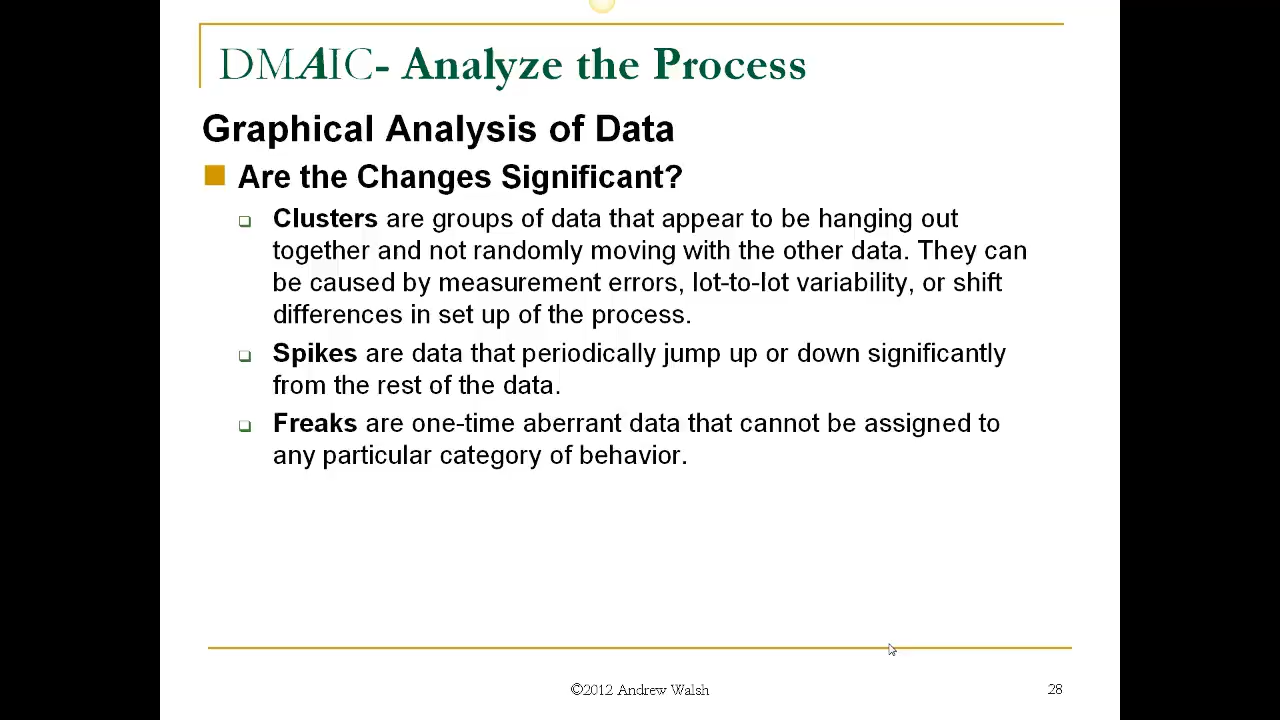 DMAIC- Analyze the Process
Graphical Analysis of Data
Are the Changes Significant?
Clusters are groups of data that appear to be hanging out
together and not randomly moving with the other data. They can
be caused by measurement errors, lot-to-lot variability, or shift
differences in set up of the process.
Spikes are data that periodically jump up or down significantly
from the rest of the data.
Freaks are one-time aberrant data that cannot be assigned to
any particular category of behavior.
©2012 Andrew Walsh
28